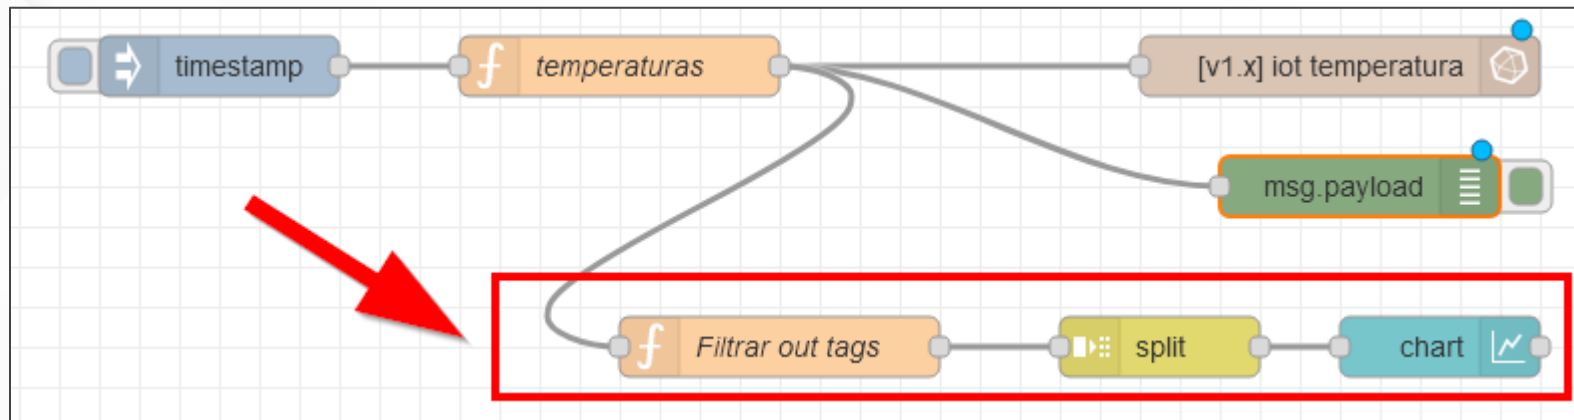 timestamp
temperaturas
[v1.x] iot temperatura
msg.payload
Filtrar out tags
split
chart